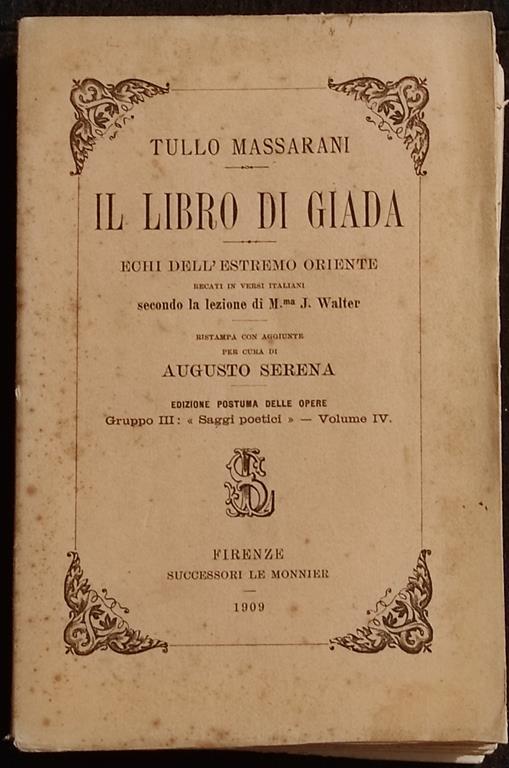 TULLO MASSARANI
IL LIBRO DI GIADA
ECHI DELL'ESTREMO ORIENTE
RECATI IN VERSI ITALIANI
secondo la lezione di M.ma J. Walter
RISTAMPA CON AGGIUNTE
PER CURA DI
AUGUSTO SERENA
EDIZIONE POSTUMA DELLE OPERE
Gruppo III: « Saggi poetici » — Volume IV.
FIRENZE
SUCCESSORI LE MONNIER
1909